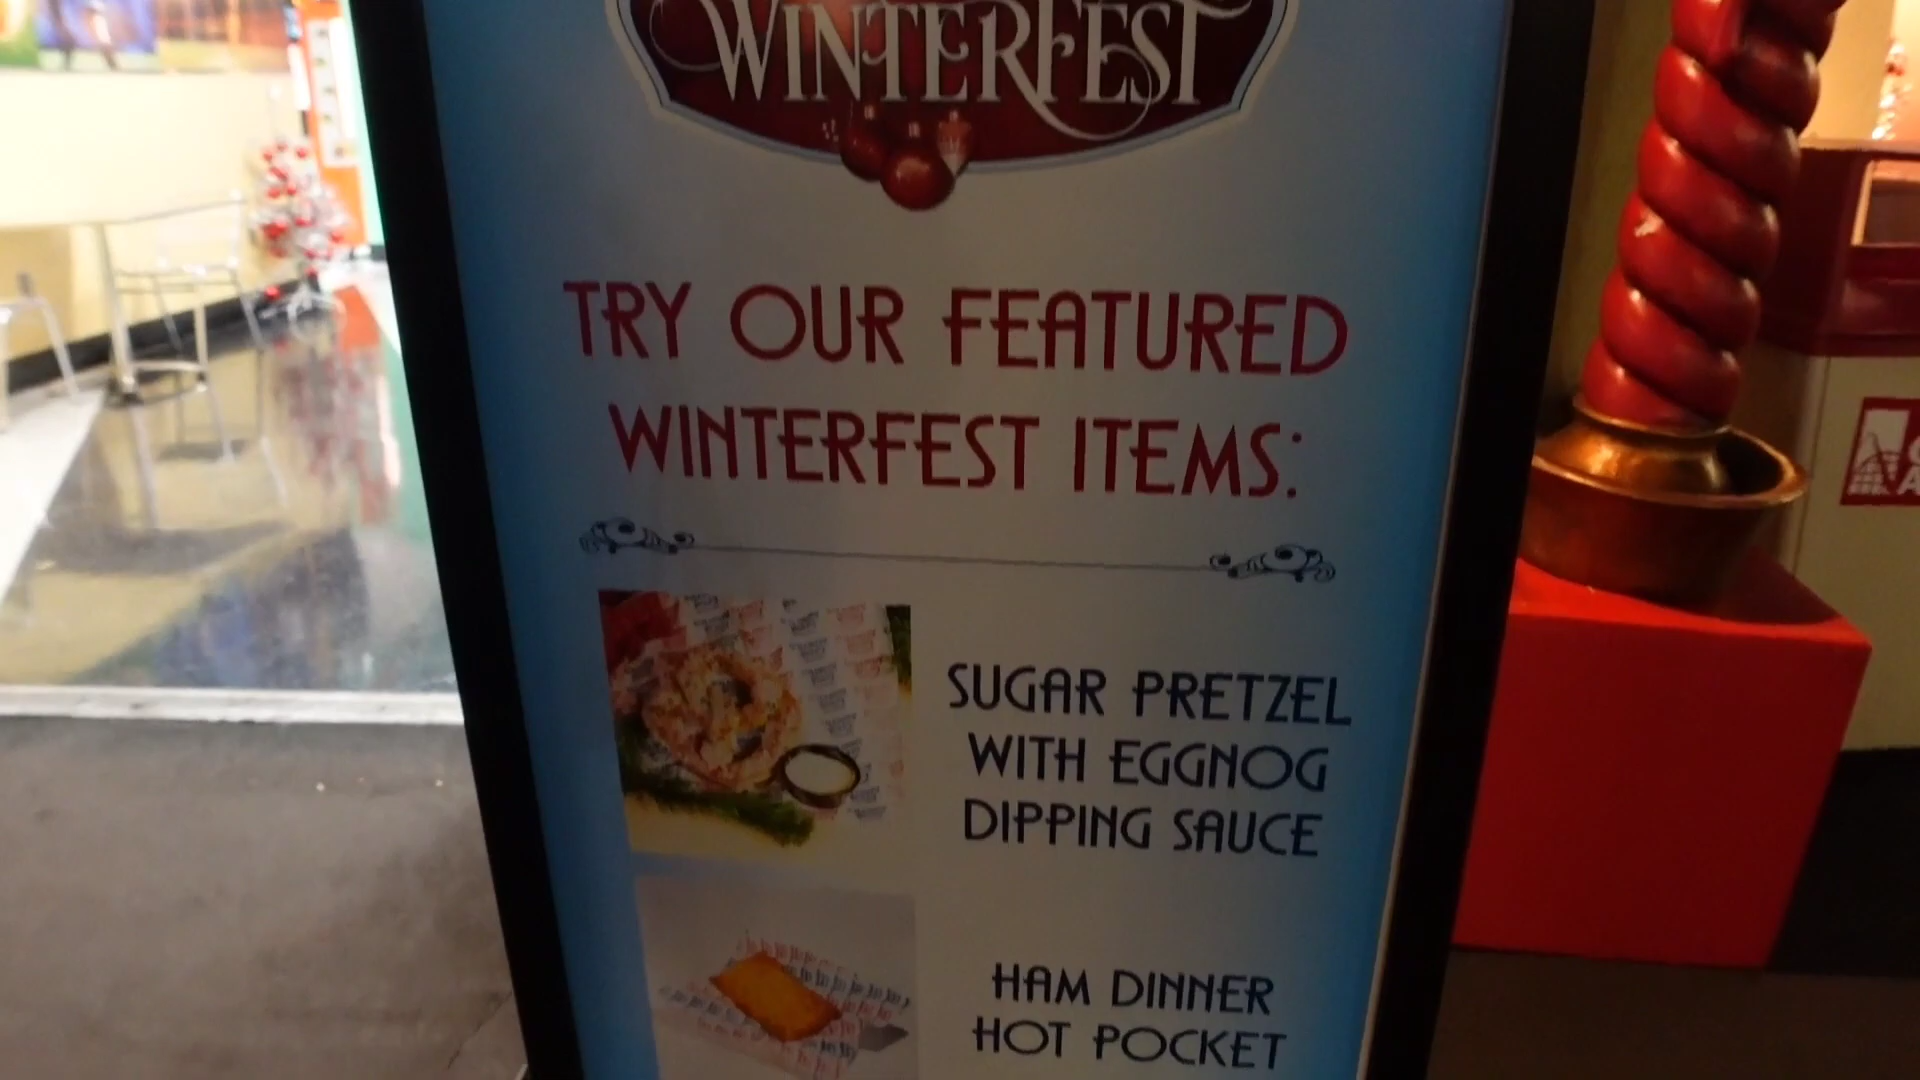 WINTERFEST
TRY OUR FEATURED
WINTERFEST ITEMS:
SUGAR PRETZEL
WITH EGGNOG
DIPPING SAUCE
HAM DINNER
HOT POCKET